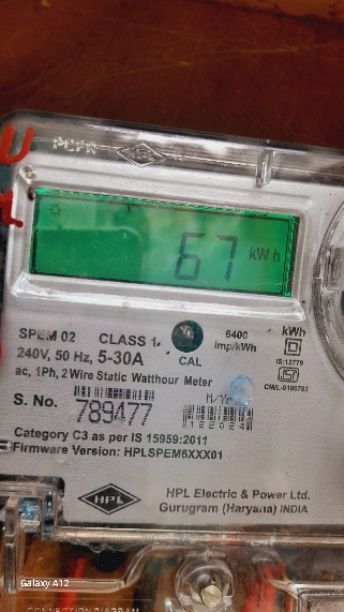 67 kWh
SPEM 02 CLASS 1 6400 imp/kWh kWh
240V, 50 Hz, 5-30A CAL
IS:13779
ac, 1Ph, 2 Wire Static Watthour Meter
S. No. 789477
Category C3 as per IS 15959:2011
Firmware Version: HPLSPEM6XXX01
HPL
HPL Electric & Power Ltd.
Gurugram (Haryana) INDIA
Galaxy A12